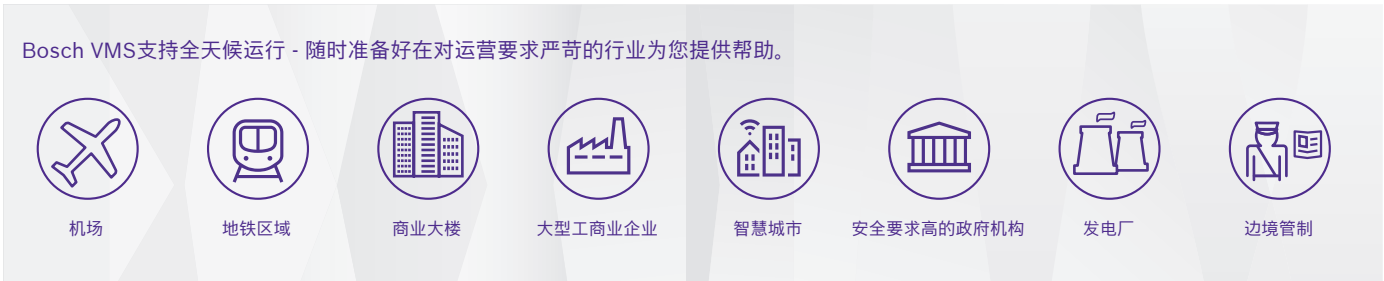 Bosch VMS支持全天候运行 - 随时准备好在对运营要求严苛的行业为您提供帮助。
机场
地铁区域
商业大楼
大型工商业企业
智慧城市
安全要求高的政府机构
发电厂
边境管制